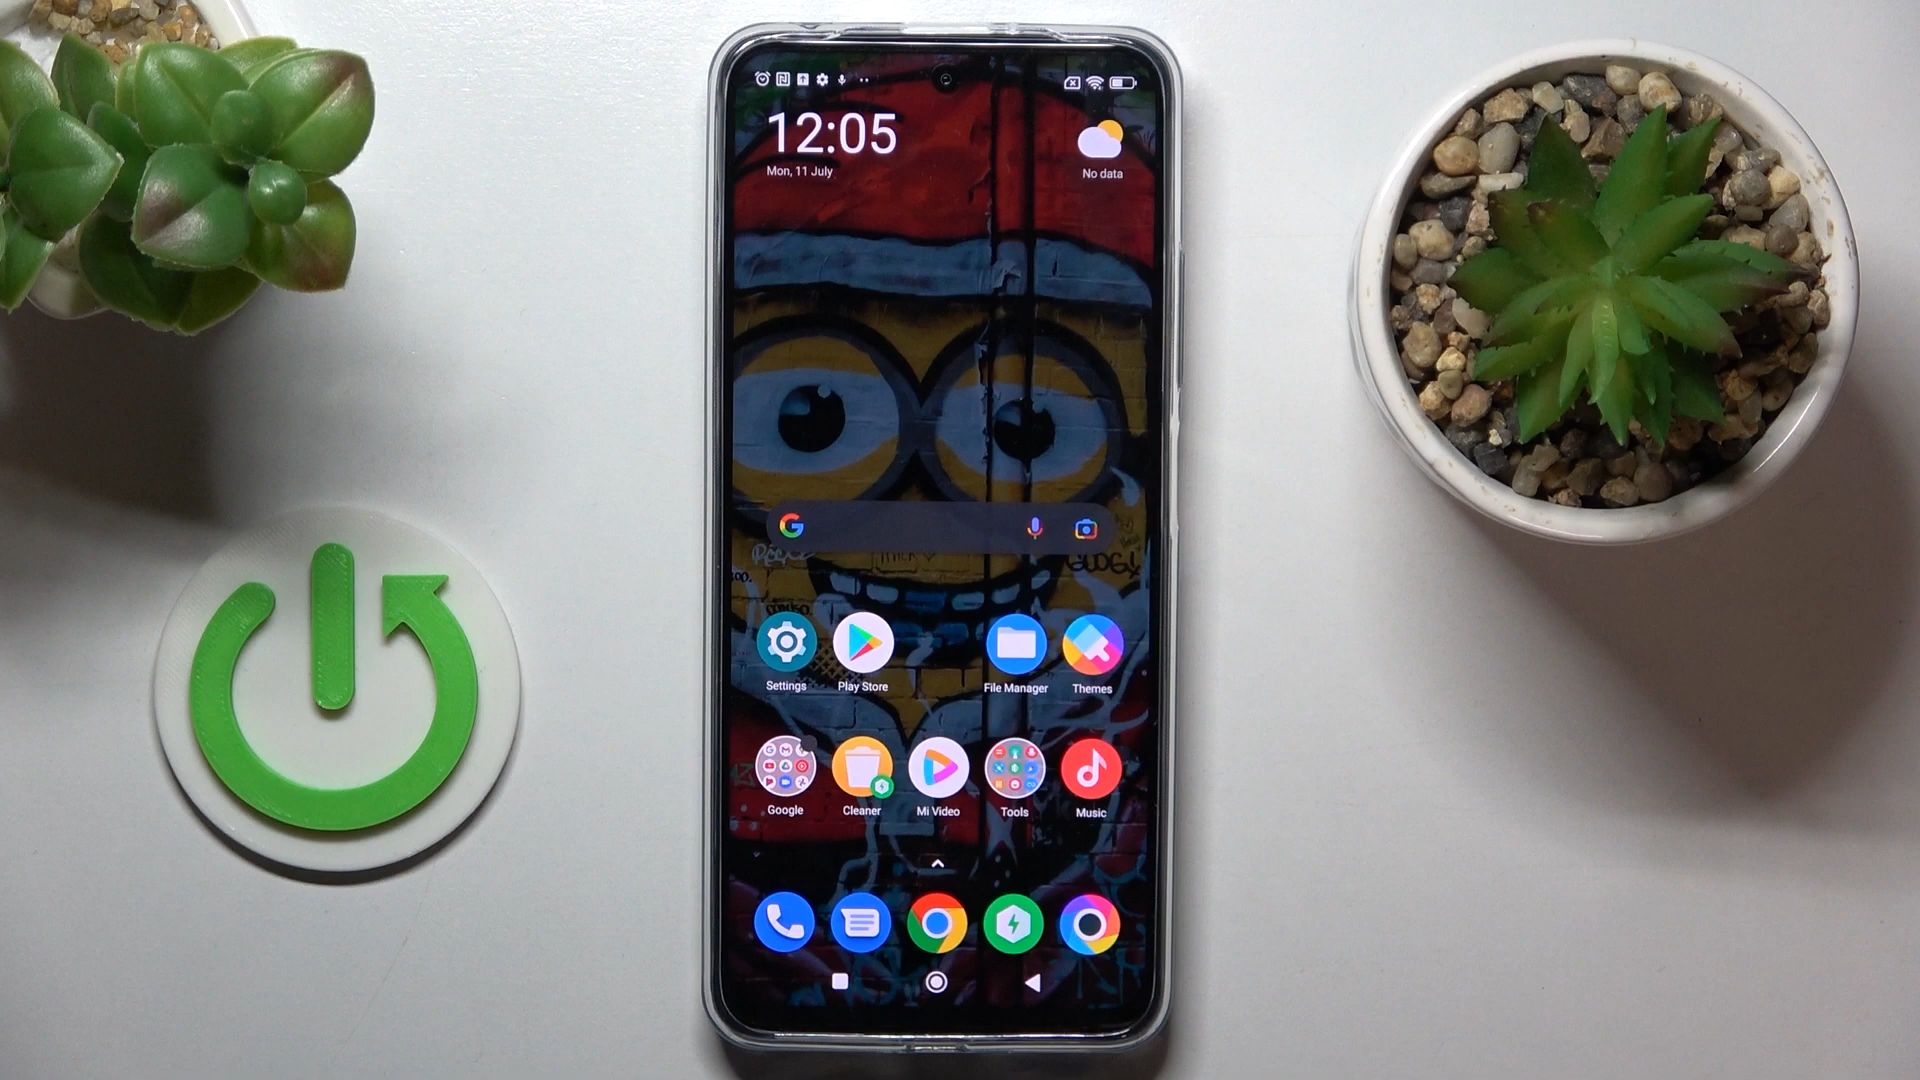 12:05
Mon, 11 July
No data
GOOGY
Settings
Play Store
File Manager
Themes
Google
Cleaner
Mi Video
Tools
Music